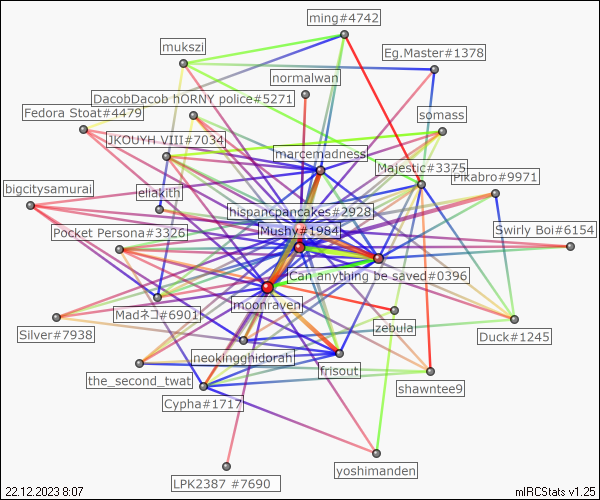 ming#4742
mukszi
Eg.Master#1378
normalwan
DacobDacob hORNY police#5271
Fedora Stoat#4479
somass
JKOUYH VIII#7034
marcemadness
Majestic#3375
Pikabro#9971
bigcitysamurai
eliakith
hispancpancakes#2928
Pocket Persona#3326
Mushy#1984
Swirly Boi#6154
Can anything be saved#0396
moonraven
Madネコ#6901
zebula
Silver#7938
Duck#1245
neokingghidorah
frisout
the_second_twat
shawntee9
Cypha#1717
yoshimanden
LPK2387 #7690
22.12.2023 8:07
mIRCStats v1.25